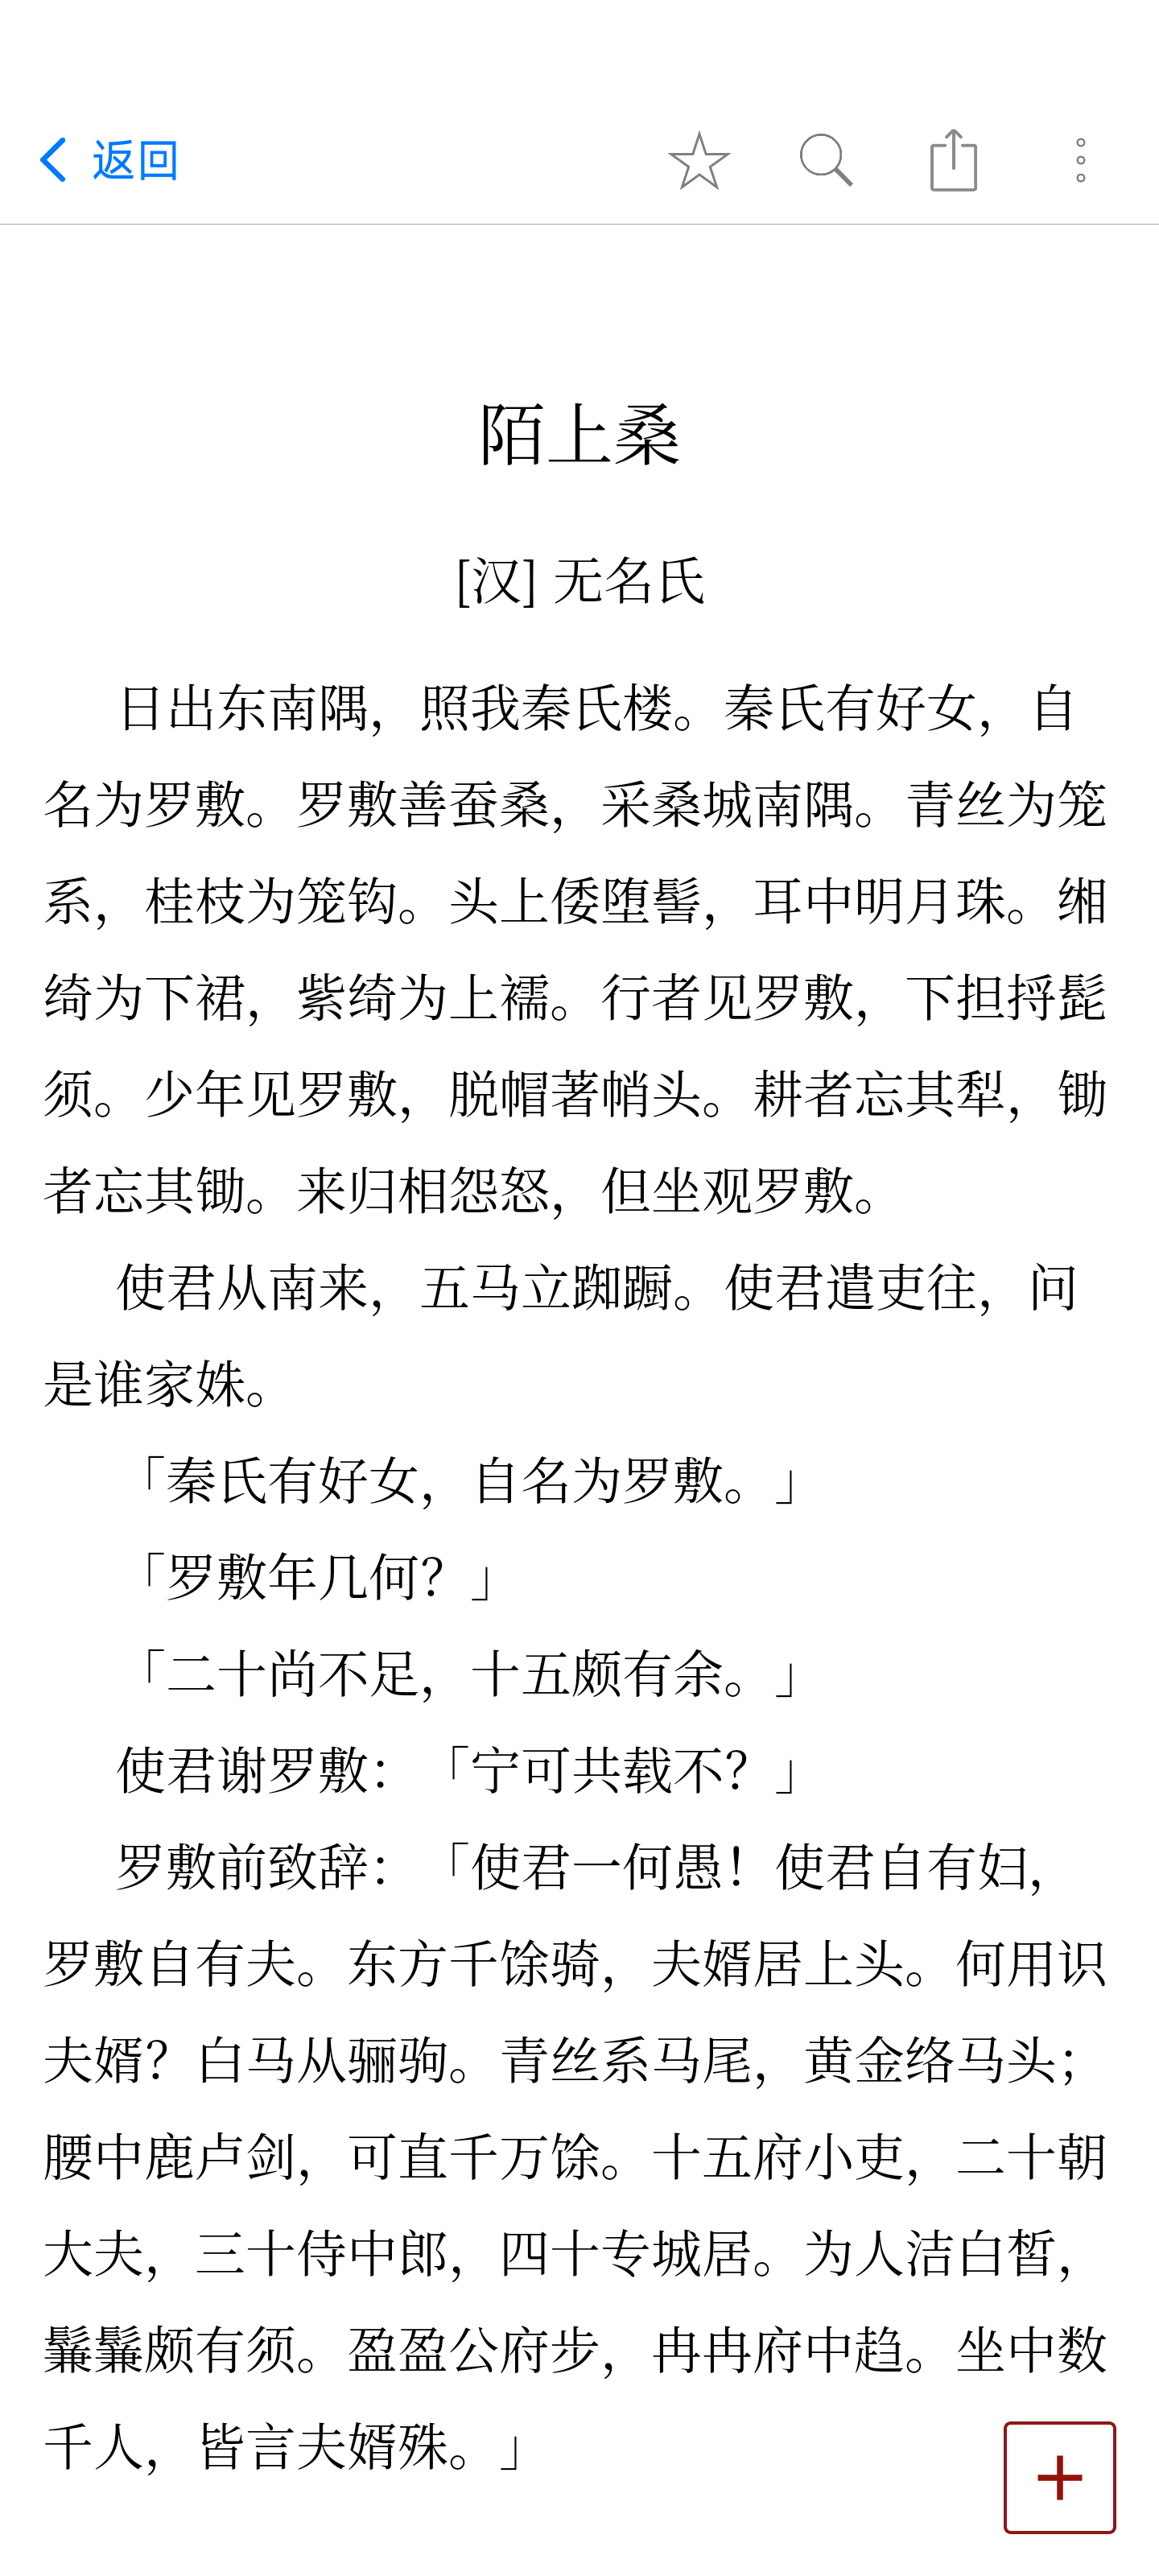 返回
陌上桑
[汉] 无名氏
日出东南隅，照我秦氏楼。秦氏有好女，自
名为罗敷。罗敷善蚕桑，采桑城南隅。青丝为笼
系，桂枝为笼钩。头上倭堕髻，耳中明月珠。缃
绮为下裙，紫绮为上襦。行者见罗敷，下担捋髭
须。少年见罗敷，脱帽著帩头。耕者忘其犁，锄
者忘其锄。来归相怨怒，但坐观罗敷。
使君从南来，五马立踟蹰。使君遣吏往，问
是谁家姝。
「秦氏有好女，自名为罗敷。」
「罗敷年几何？」
「二十尚不足，十五颇有余。」
使君谢罗敷：「宁可共载不？」
罗敷前致辞：「使君一何愚！使君自有妇，
罗敷自有夫。东方千馀骑，夫婿居上头。何用识
夫婿？白马从骊驹。青丝系马尾，黄金络马头；
腰中鹿卢剑，可直千万馀。十五府小吏，二十朝
大夫，三十侍中郎，四十专城居。为人洁白皙，
鬑鬑颇有须。盈盈公府步，冉冉府中趋。坐中数
千人，皆言夫婿殊。」